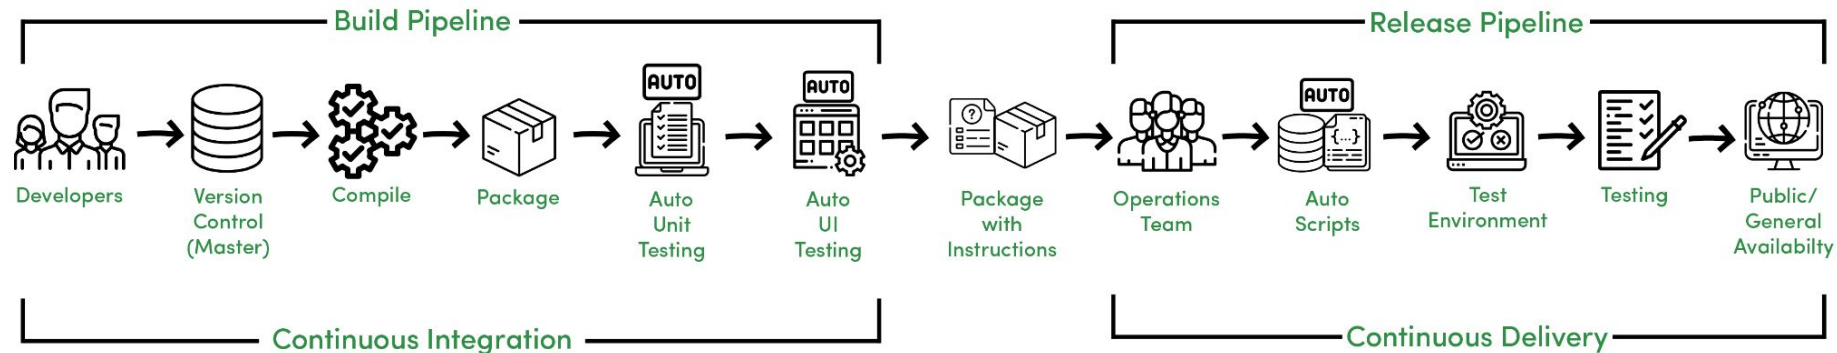 Build Pipeline
Release Pipeline
AUTO
AUTO
AUTO
?
{...}
Developers
Version
Control
(Master)
Compile
Package
Auto
Unit
Testing
Auto
UI
Testing
Package
with
Instructions
Operations
Team
Auto
Scripts
Test
Environment
Testing
Public/
General
Availabilty
Continuous Integration
Continuous Delivery